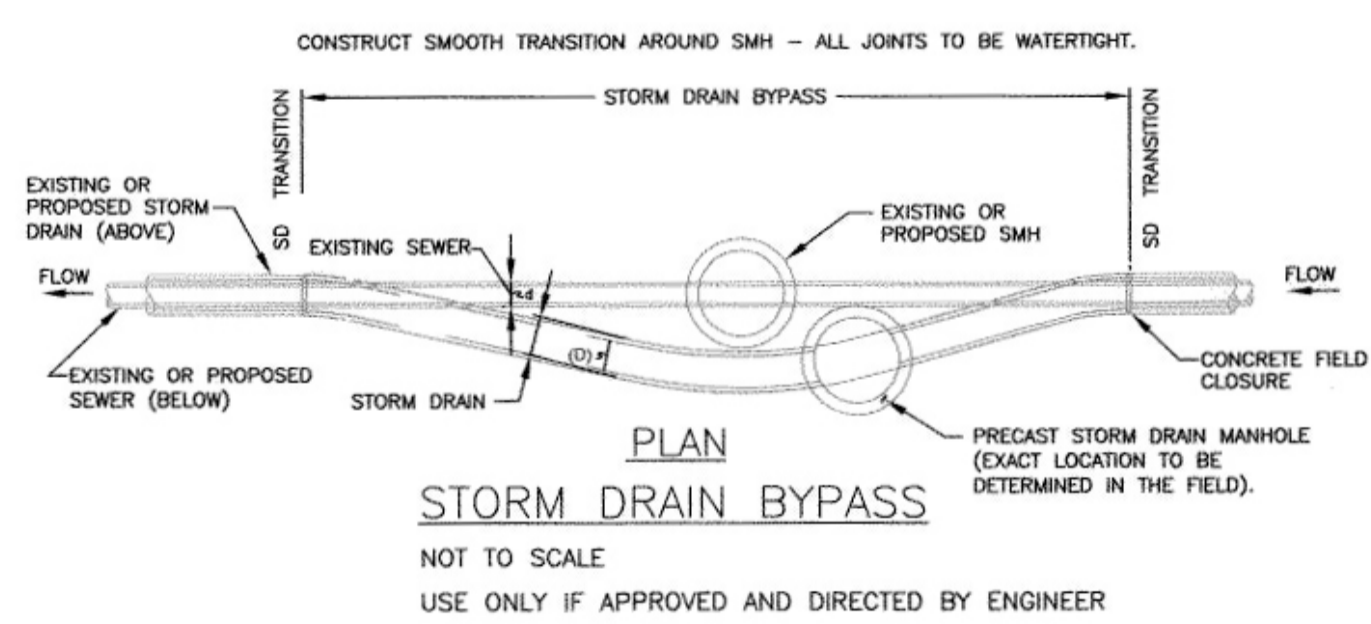 CONSTRUCT SMOOTH TRANSITION AROUND SMH – ALL JOINTS TO BE WATERTIGHT.
STORM DRAIN BYPASS
SD TRANSITION
SD TRANSITION
EXISTING OR
PROPOSED STORM
DRAIN (ABOVE)
EXISTING SEWER
EXISTING OR
PROPOSED SMH
FLOW
FLOW
d
(D)
EXISTING OR PROPOSED
SEWER (BELOW)
STORM DRAIN
CONCRETE FIELD
CLOSURE
PRECAST STORM DRAIN MANHOLE
(EXACT LOCATION TO BE
DETERMINED IN THE FIELD).
PLAN
STORM DRAIN BYPASS
NOT TO SCALE
USE ONLY IF APPROVED AND DIRECTED BY ENGINEER